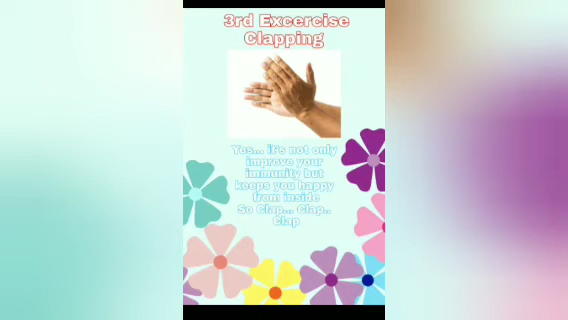 3rd Excercise
Clapping
Yes... it's not only
improve your
immunity but
keeps you happy
from inside
So Clap... Clap..
Clap